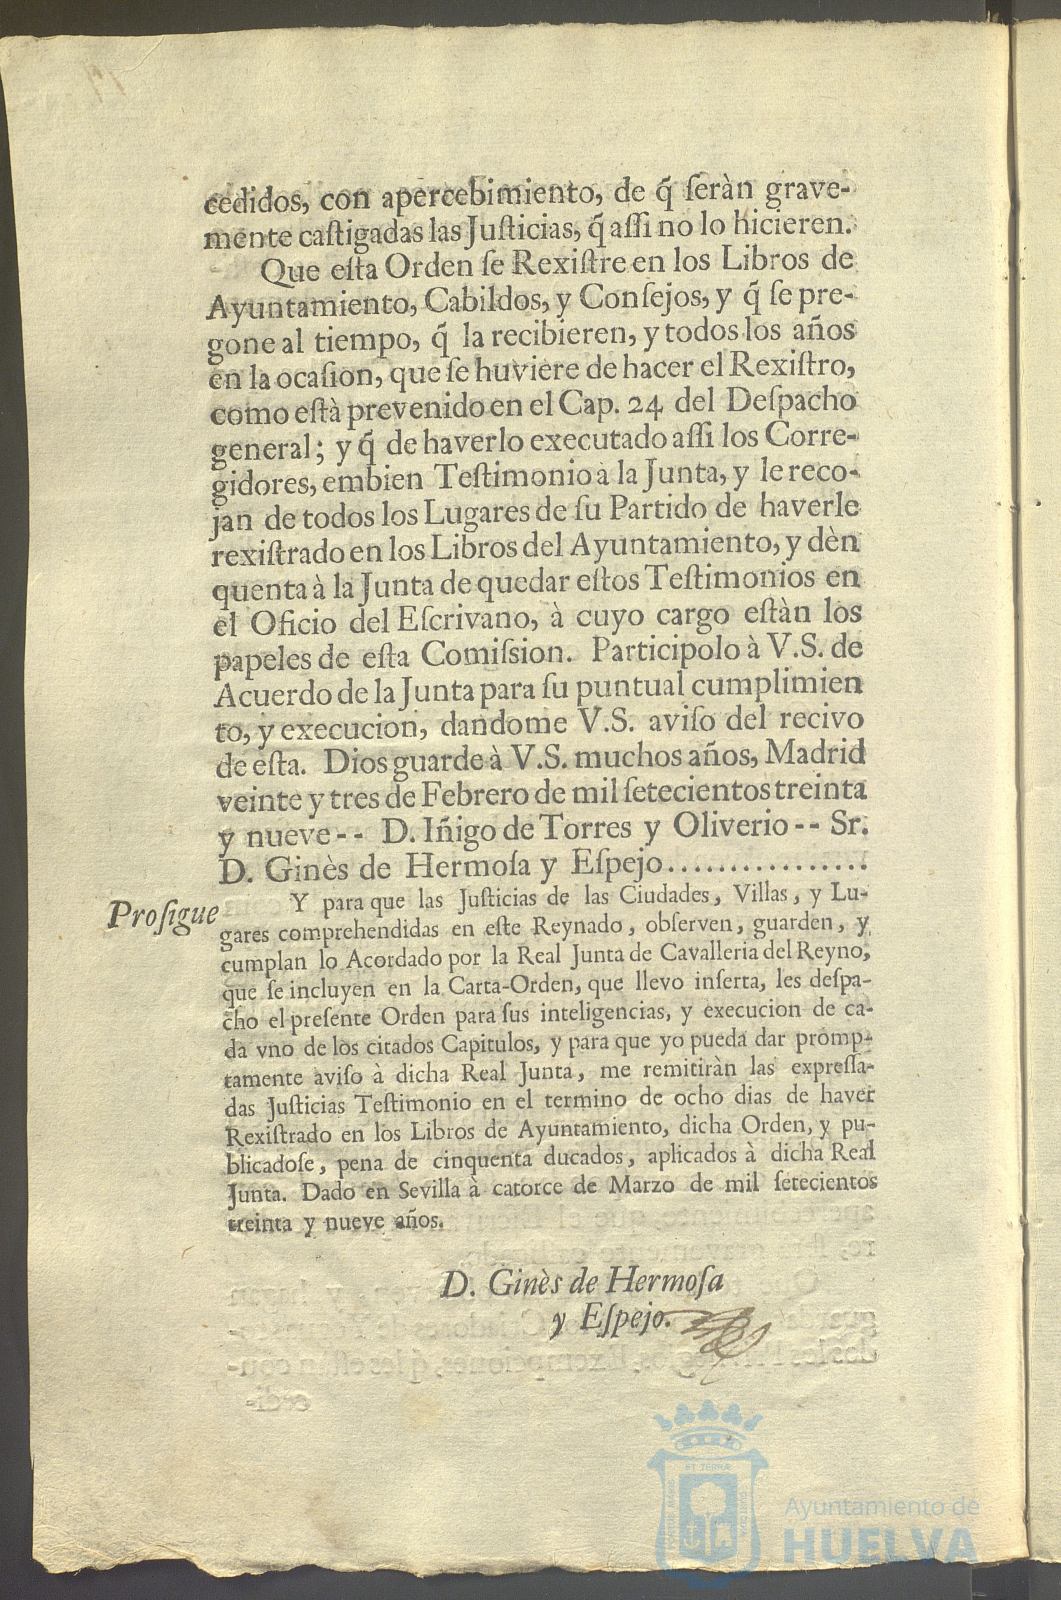 cedidos, con apercebimiento, de q̃ ſeràn grave-
mente caſtigadas las Juſticias, q̃ aſſi no lo hicieren.
Que eſta Orden ſe Rexiſtre en los Libros de
Ayuntamiento, Cabildos, y Conſejos, y q̃ ſe pre-
gone al tiempo, q̃ la recibieren, y todos los años
en la ocaſion, que ſe huviere de hacer el Rexiſtro,
como eſtà prevenido en el Cap. 24 del Deſpacho
general; y q̃ de haverlo executado aſſi los Corre-
gidores, embien Teſtimonio à la Junta, y le reco-
jan de todos los Lugares de ſu Partido de haverle
rexiſtrado en los Libros del Ayuntamiento, y dèn
quenta à la Junta de quedar eſtos Teſtimonios en
el Oficio del Eſcrivano, à cuyo cargo eſtàn los
papeles de eſta Comiſsion. Participolo à V.S. de
Acuerdo de la Junta para ſu puntual cumplimien
to, y execucion, dandome V.S. aviſo del recivo
de eſta. Dios guarde à V.S. muchos años, Madrid
veinte y tres de Febrero de mil ſetecientos treinta
y nueve-- D. Iñigo de Torres y Oliverio-- Sr.
D. Ginès de Hermoſa y Eſpejo................
Proſigue Y para que las Juſticias de las Ciudades, Villas, y Lu-
gares comprehendidas en eſte Reynado, obſerven, guarden, y
cumplan lo Acordado por la Real Junta de Cavalleria del Reyno,
que ſe incluyen en la Carta-Orden, que llevo inſerta, les deſpa-
cho el preſente Orden para ſus inteligencias, y execucion de ca-
da vno de los citados Capitulos, y para que yo pueda dar promp-
tamente aviſo à dicha Real Junta, me remitiràn las expreſſa-
das Juſticias Teſtimonio en el termino de ocho dias de haver
Rexiſtrado en los Libros de Ayuntamiento, dicha Orden, y pu-
blicadoſe, pena de cinquenta ducados, aplicados à dicha Real
Junta. Dado en Sevilla à catorce de Marzo de mil ſetecientos
treinta y nueve años.
D. Ginès de Hermoſa
y Eſpejo.
Ayuntamiento de
HUELVA